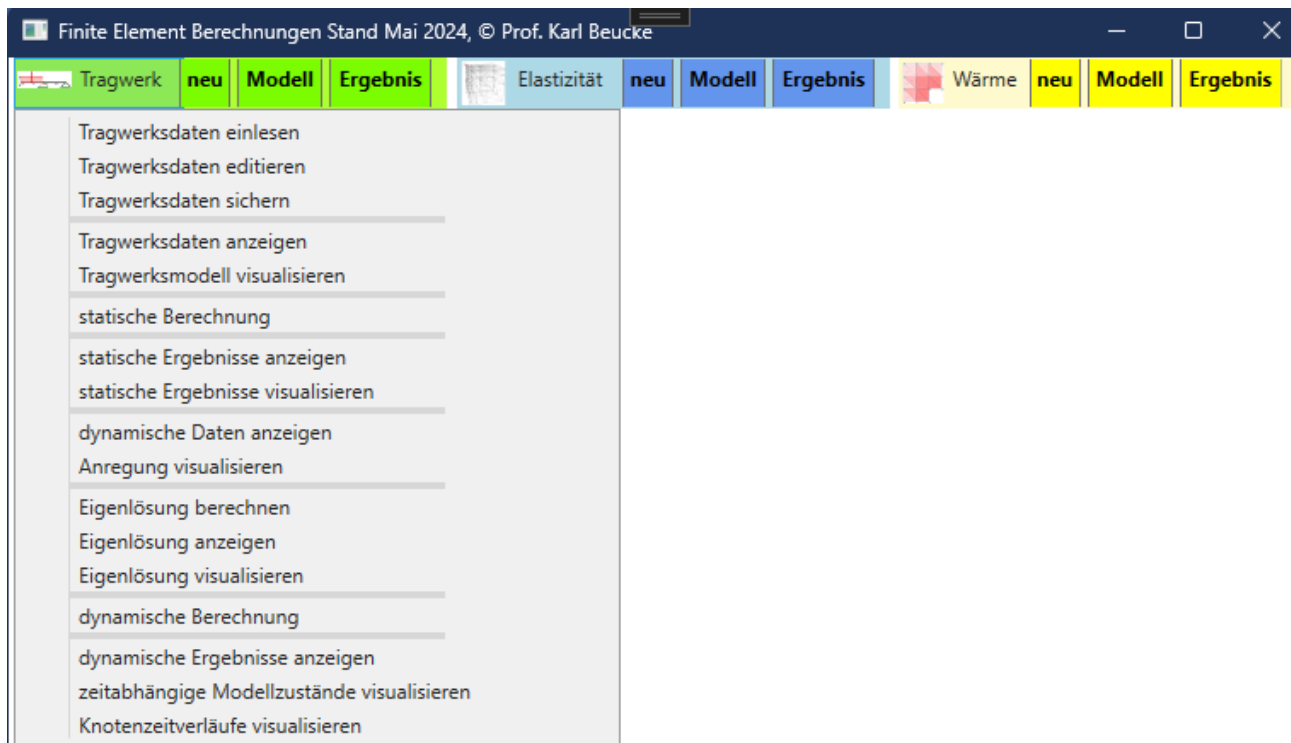 Finite Element Berechnungen Stand Mai 2024, © Prof. Karl Beucke
Tragwerk neu Modell Ergebnis Elastizität neu Modell Ergebnis Wärme neu Modell Ergebnis
Tragwerksdaten einlesen
Tragwerksdaten editieren
Tragwerksdaten sichern
Tragwerksdaten anzeigen
Tragwerksmodell visualisieren
statische Berechnung
statische Ergebnisse anzeigen
statische Ergebnisse visualisieren
dynamische Daten anzeigen
Anregung visualisieren
Eigenlösung berechnen
Eigenlösung anzeigen
Eigenlösung visualisieren
dynamische Berechnung
dynamische Ergebnisse anzeigen
zeitabhängige Modellzustände visualisieren
Knotenzeitverläufe visualisieren